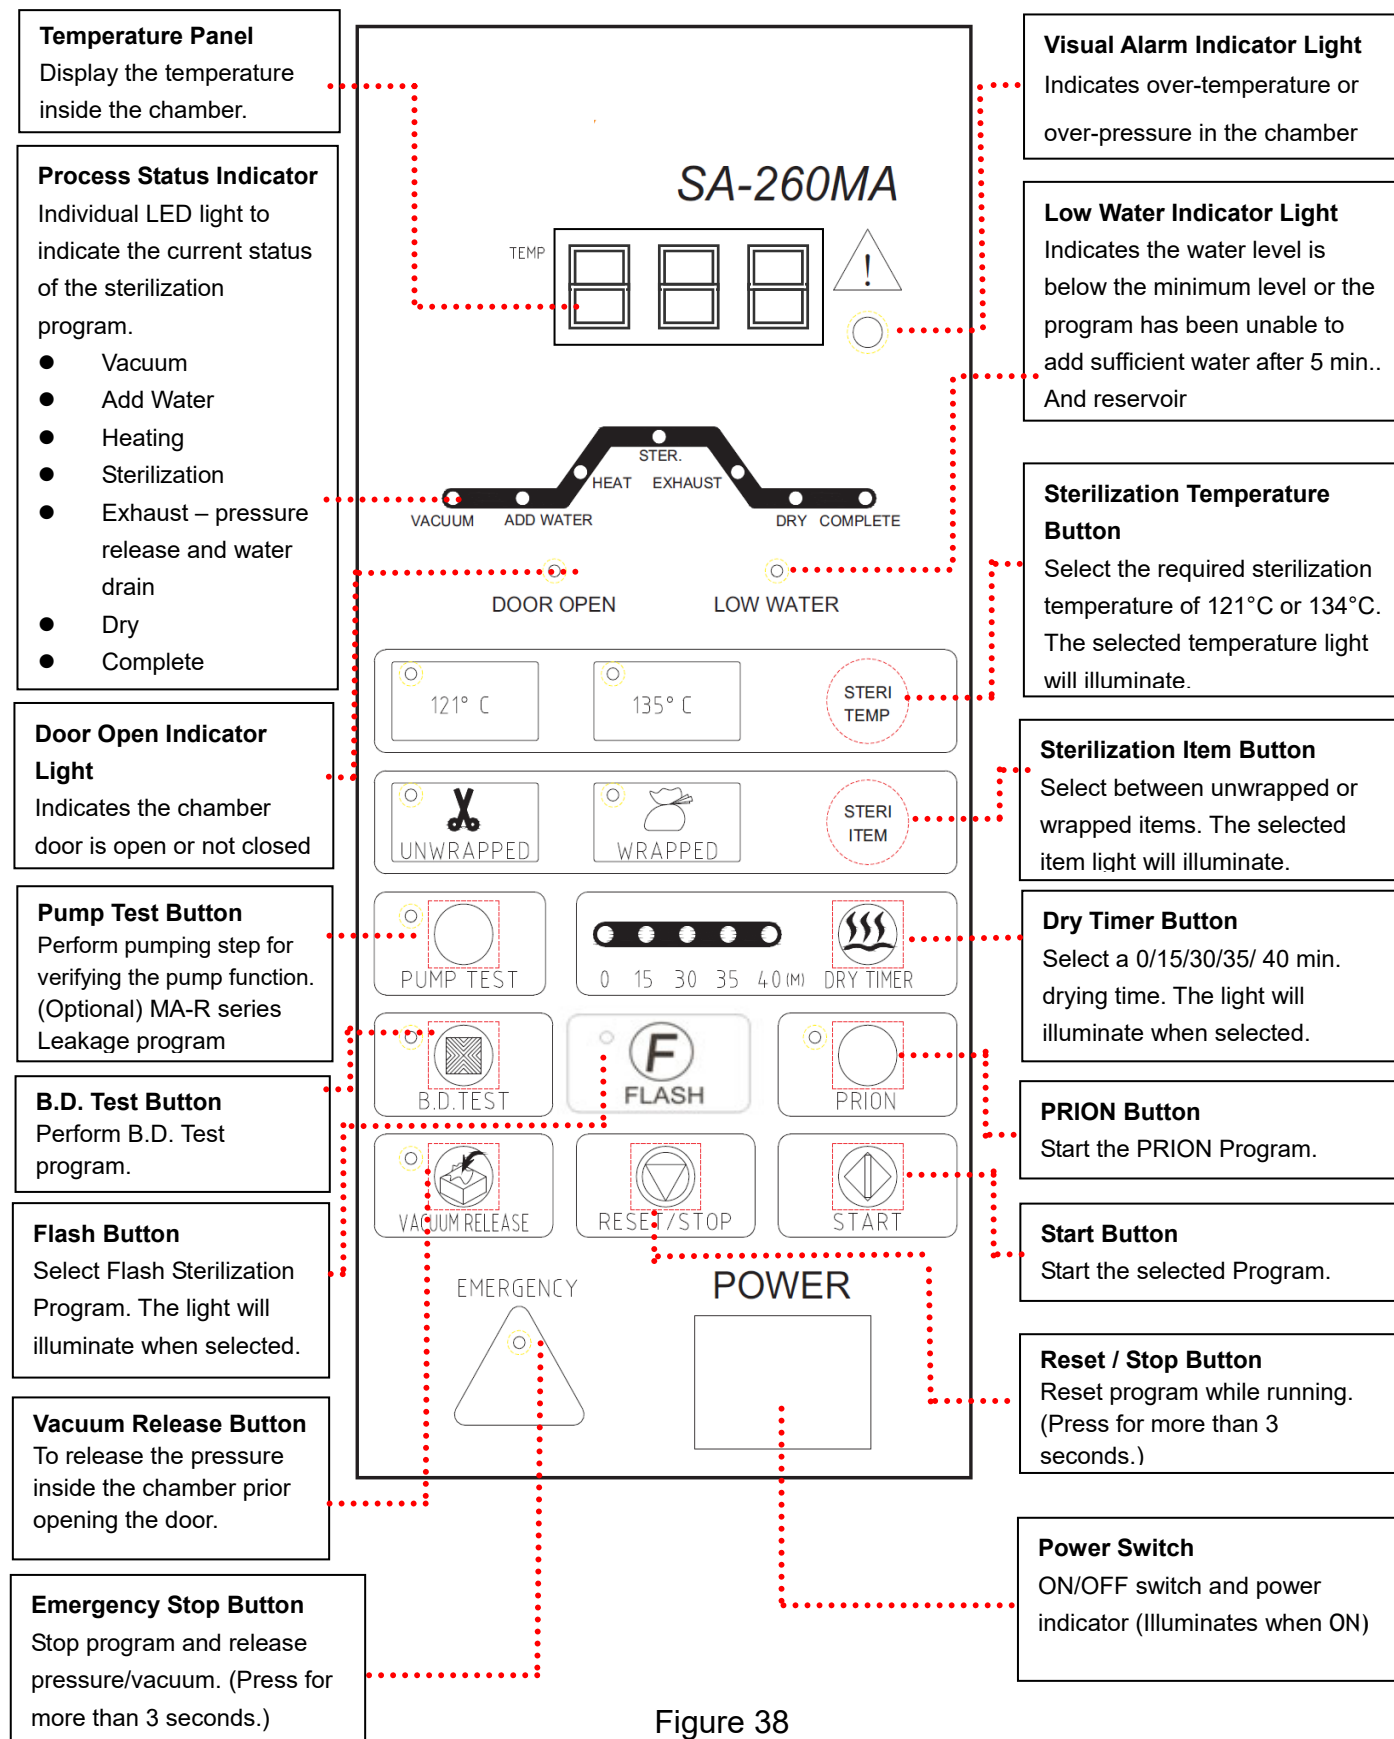 Temperature Panel
Display the temperature
inside the chamber.
Process Status Indicator
Individual LED light to
indicate the current status
of the sterilization
program.
● Vacuum
● Add Water
● Heating
● Sterilization
● Exhaust – pressure
release and water
drain
● Dry
● Complete
Door Open Indicator
Light
Indicates the chamber
door is open or not closed
Pump Test Button
Perform pumping step for
verifying the pump function.
(Optional) MA-R series
Leakage program
B.D. Test Button
Perform B.D. Test
program.
Flash Button
Select Flash Sterilization
Program. The light will
illuminate when selected.
Vacuum Release Button
To release the pressure
inside the chamber prior
opening the door.
Emergency Stop Button
Stop program and release
pressure/vacuum. (Press for
more than 3 seconds.)
SA-260MA
TEMP
!
STER.
HEAT EXHAUST
VACUUM ADD WATER DRY COMPLETE
DOOR OPEN LOW WATER
121° C 135° C STERI
TEMP
UNWRAPPED WRAPPED STERI
ITEM
PUMP TEST 0 15 30 35 40(M) DRY TIMER
B.D.TEST F FLASH PRION
VACUUM RELEASE RESET/STOP START
EMERGENCY POWER
Visual Alarm Indicator Light
Indicates over-temperature or
over-pressure in the chamber
Low Water Indicator Light
Indicates the water level is
below the minimum level or the
program has been unable to
add sufficient water after 5 min..
And reservoir
Sterilization Temperature
Button
Select the required sterilization
temperature of 121°C or 134°C.
The selected temperature light
will illuminate.
Sterilization Item Button
Select between unwrapped or
wrapped items. The selected
item light will illuminate.
Dry Timer Button
Select a 0/15/30/35/ 40 min.
drying time. The light will
illuminate when selected.
PRION Button
Start the PRION Program.
Start Button
Start the selected Program.
Reset / Stop Button
Reset program while running.
(Press for more than 3
seconds.)
Power Switch
ON/OFF switch and power
indicator (Illuminates when ON)
Figure 38